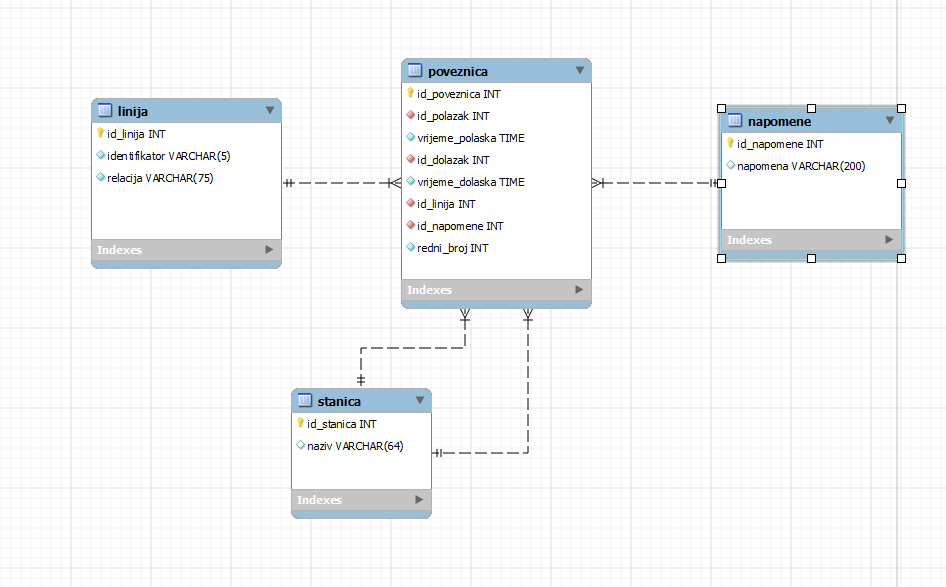 linija
id_linija INT
identifikator VARCHAR(5)
relacija VARCHAR(75)
Indexes
poveznica
id_poveznica INT
id_polazak INT
vrijeme_polaska TIME
id_dolazak INT
vrijeme_dolaska TIME
id_linija INT
id_napomene INT
redni_broj INT
Indexes
napomene
id_napomene INT
napomena VARCHAR(200)
Indexes
stanica
id_stanica INT
naziv VARCHAR(64)
Indexes